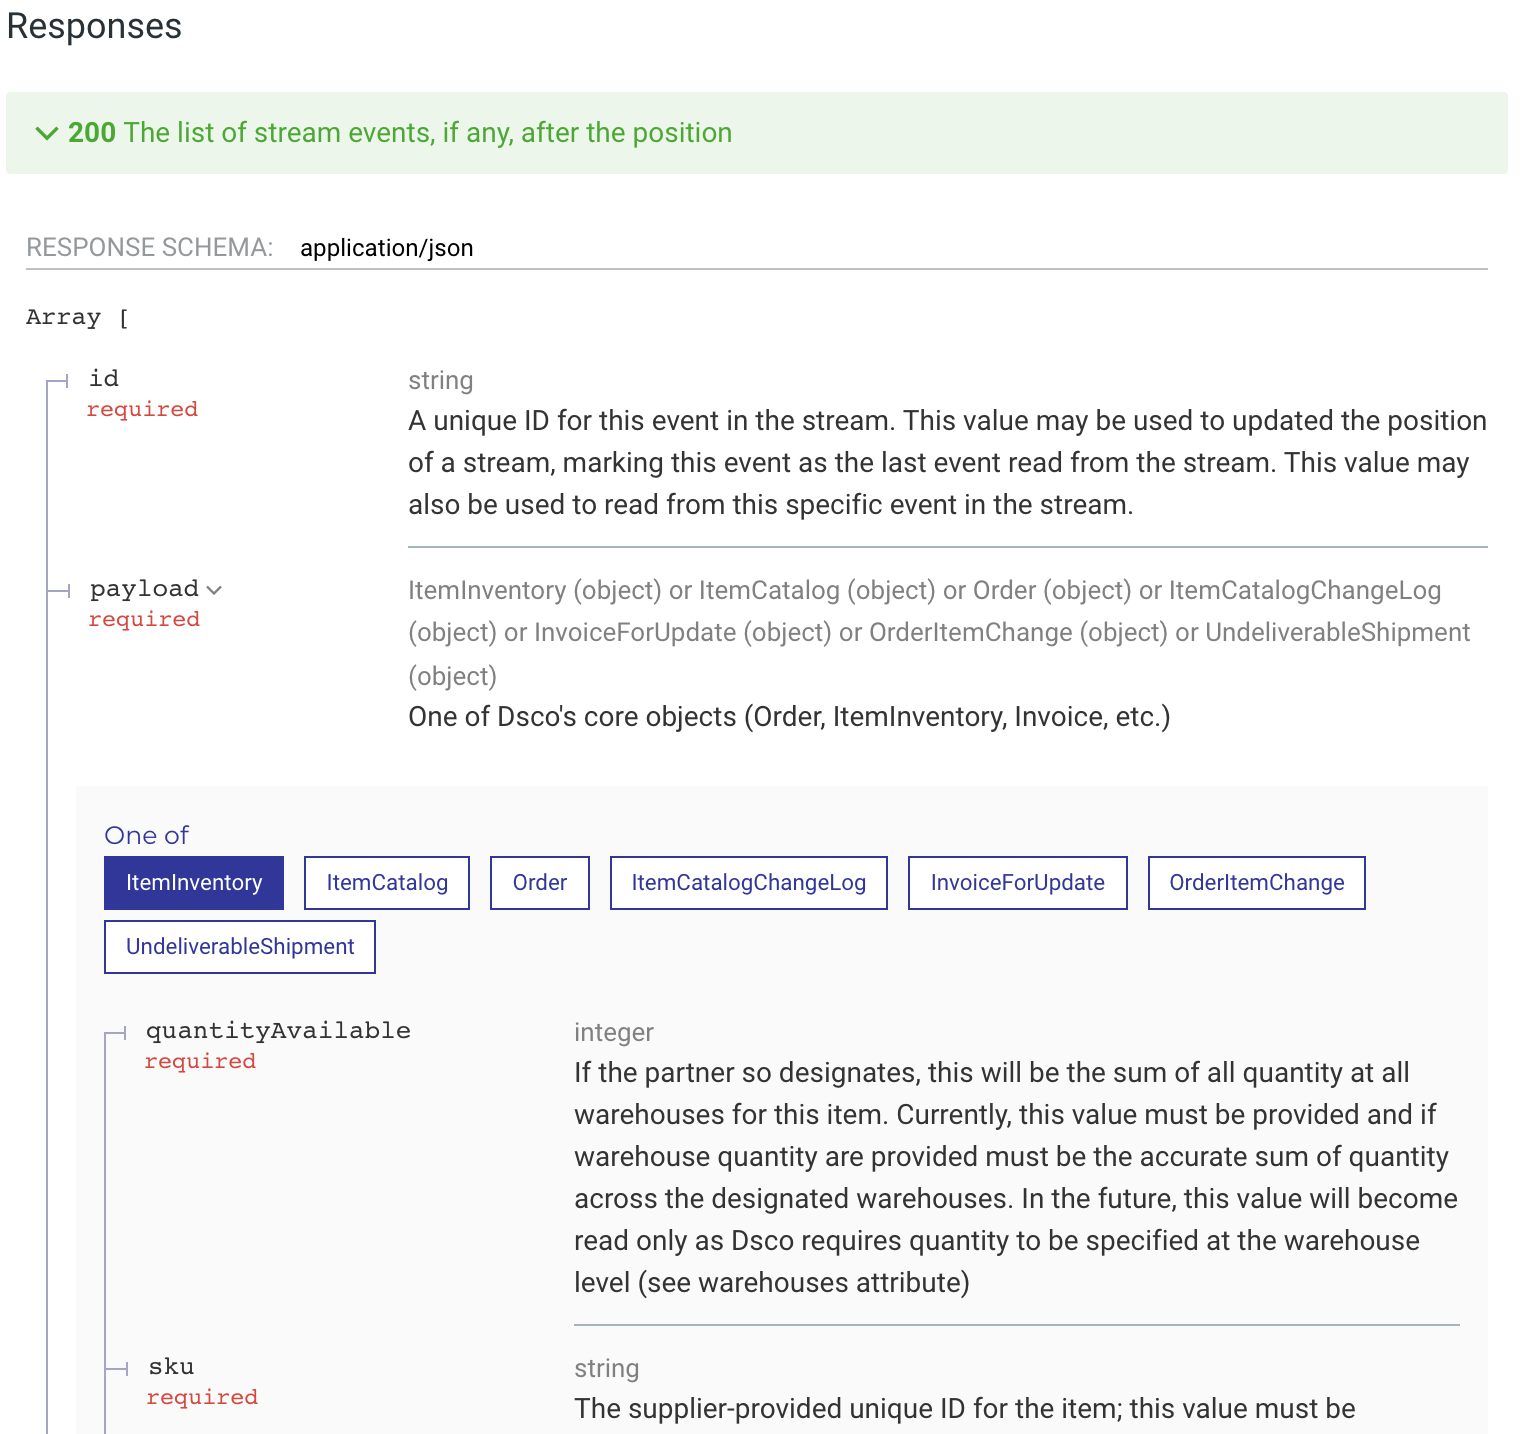 Responses
200 The list of stream events, if any, after the position
RESPONSE SCHEMA: application/json
Array [
id
required
string
A unique ID for this event in the stream. This value may be used to updated the position
of a stream, marking this event as the last event read from the stream. This value may
also be used to read from this specific event in the stream.
payload
required
ItemInventory (object) or ItemCatalog (object) or Order (object) or ItemCatalogChangeLog
(object) or InvoiceForUpdate (object) or OrderItemChange (object) or UndeliverableShipment
(object)
One of Dsco's core objects (Order, ItemInventory, Invoice, etc.)
One of
ItemInventory ItemCatalog Order ItemCatalogChangeLog InvoiceForUpdate OrderItemChange
UndeliverableShipment
quantityAvailable
required
integer
If the partner so designates, this will be the sum of all quantity at all
warehouses for this item. Currently, this value must be provided and if
warehouse quantity are provided must be the accurate sum of quantity
across the designated warehouses. In the future, this value will become
read only as Dsco requires quantity to be specified at the warehouse
level (see warehouses attribute)
sku
required
string
The supplier-provided unique ID for the item; this value must be